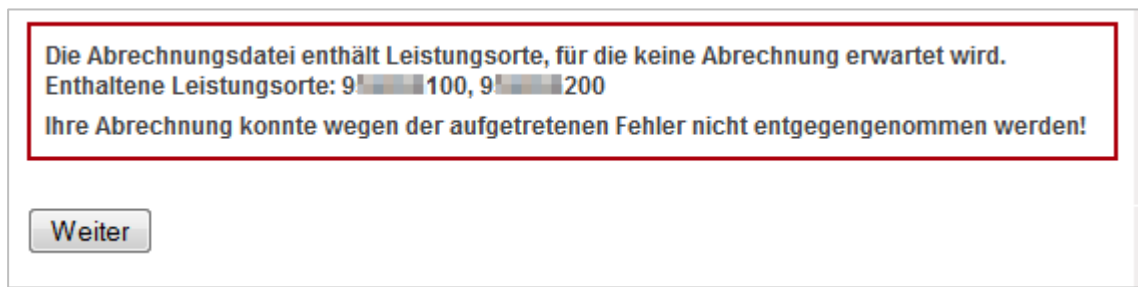 Die Abrechnungsdatei enthält Leistungsorte, für die keine Abrechnung erwartet wird.
Enthaltene Leistungsorte: 9 100, 9 200
Ihre Abrechnung konnte wegen der aufgetretenen Fehler nicht entgegengenommen werden!
Weiter